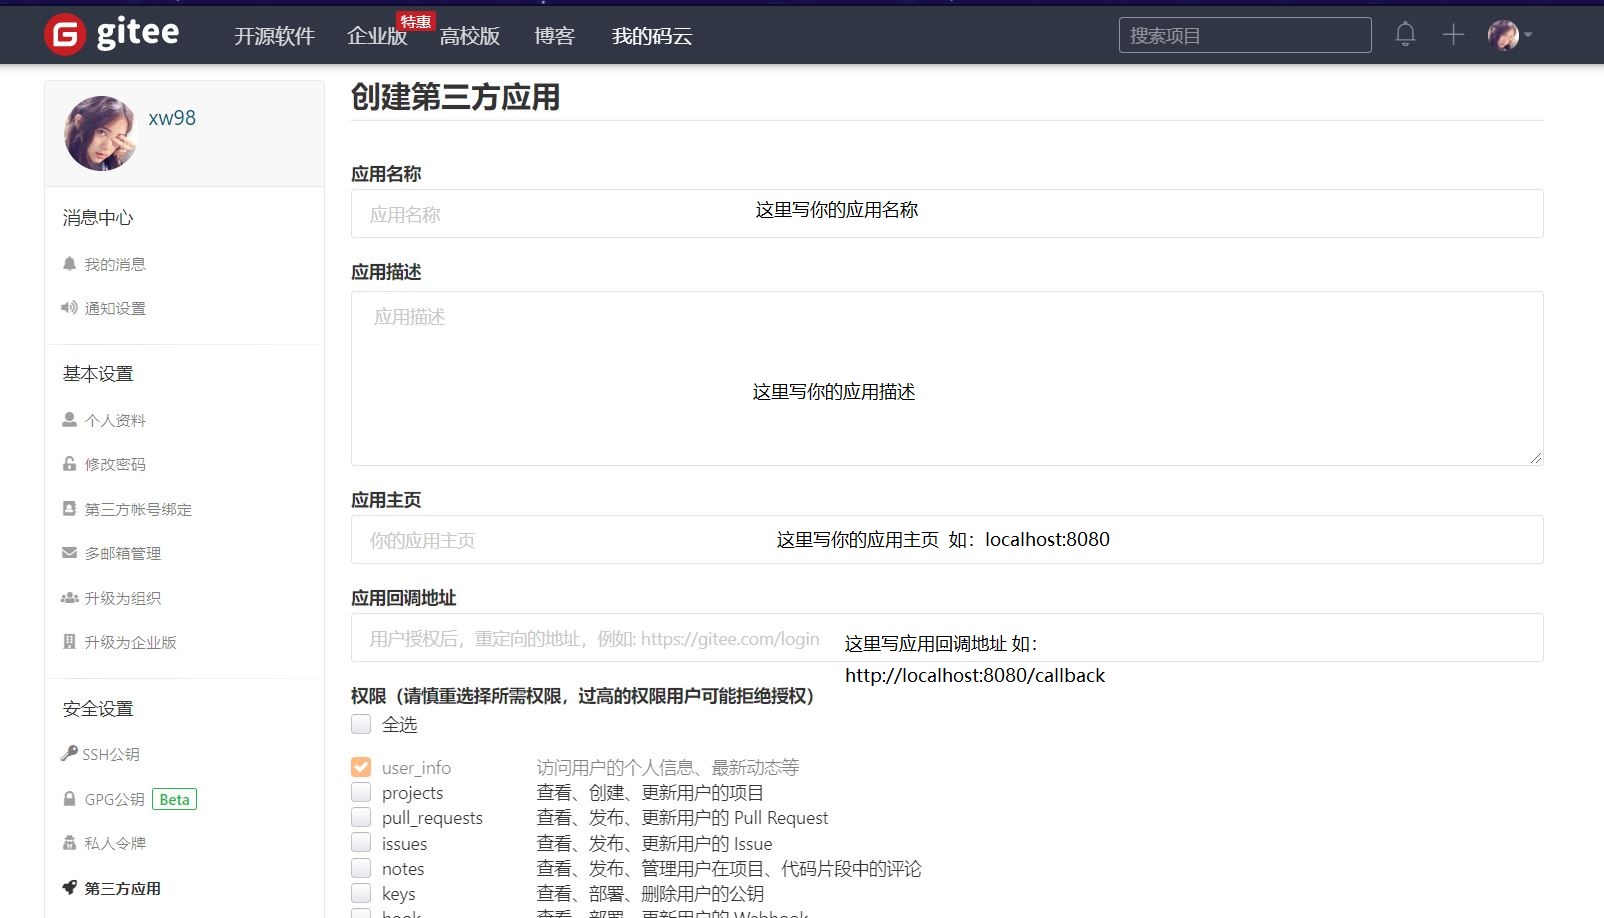 gitee
开源软件
企业版
特惠
高校版
博客
我的码云
搜索项目
xw98
消息中心
我的消息
通知设置
基本设置
个人资料
修改密码
第三方帐号绑定
多邮箱管理
升级为组织
升级为企业版
安全设置
SSH公钥
GPG公钥 Beta
私人令牌
第三方应用
创建第三方应用
应用名称
应用名称 这里写你的应用名称
应用描述
应用描述
这里写你的应用描述
应用主页
你的应用主页 这里写你的应用主页 如：localhost:8080
应用回调地址
用户授权后，重定向的地址，例如: https://gitee.com/login
这里写应用回调地址 如：
http://localhost:8080/callback
权限（请慎重选择所需权限，过高的权限用户可能拒绝授权）
全选
user_info 访问用户的个人信息、最新动态等
projects 查看、创建、更新用户的项目
pull_requests 查看、发布、更新用户的 Pull Request
issues 查看、发布、更新用户的 Issue
notes 查看、发布、管理用户在项目、代码片段中的评论
keys 查看、部署、删除用户的公钥
hook 查看、部署、更新用户的 Webhook